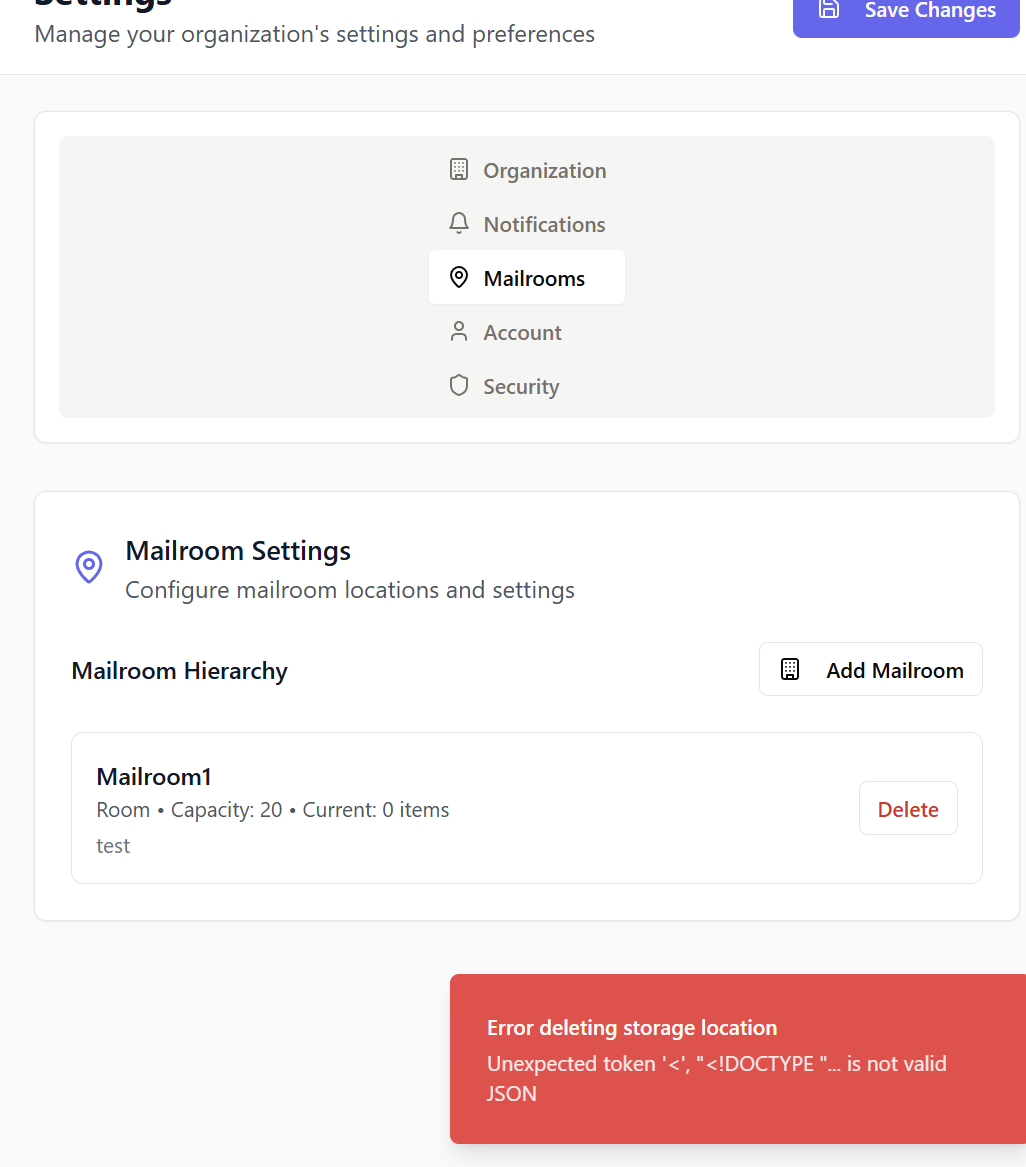 Settings
Manage your organization's settings and preferences
Save Changes
Organization
Notifications
Mailrooms
Account
Security
Mailroom Settings
Configure mailroom locations and settings
Mailroom Hierarchy
Add Mailroom
Mailroom1
Room • Capacity: 20 • Current: 0 items
test
Delete
Error deleting storage location
Unexpected token '<', "<!DOCTYPE "... is not valid
JSON